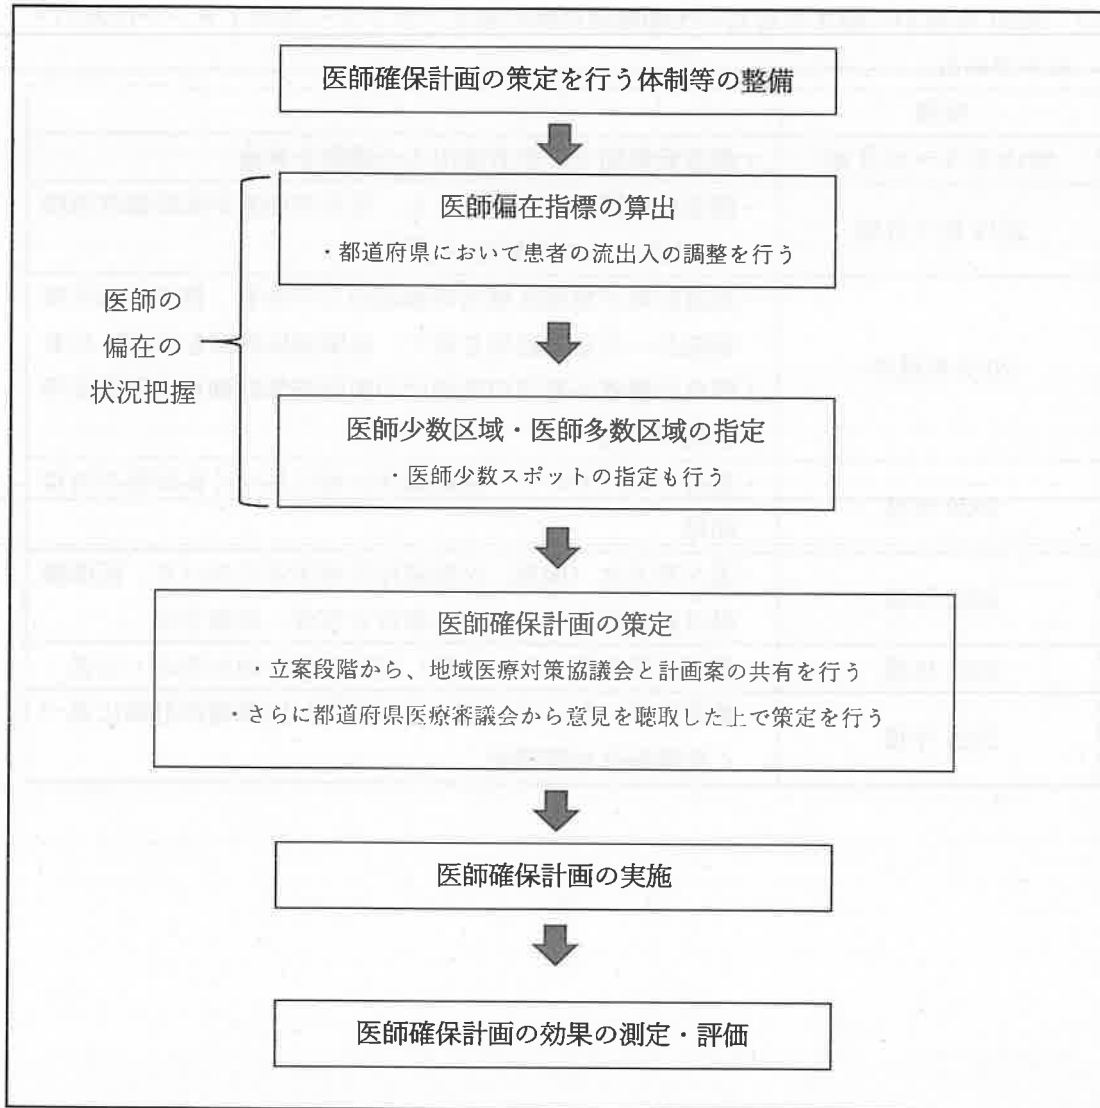 医師確保計画の策定を行う体制等の整備
医師偏在指標の算出
・都道府県において患者の流出入の調整を行う
医師の
偏在の
状況把握
医師少数区域・医師多数区域の指定
・医師少数スポットの指定も行う
医師確保計画の策定
・立案段階から、地域医療対策協議会と計画案の共有を行う
・さらに都道府県医療審議会から意見を聴取した上で策定を行う
医師確保計画の実施
医師確保計画の効果の測定・評価